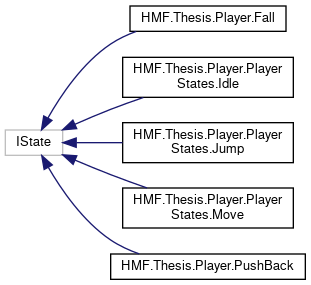 HMF.Thesis.Player.Fall
HMF.Thesis.Player.Player
States.Idle
IState
HMF.Thesis.Player.Player
States.Jump
HMF.Thesis.Player.Player
States.Move
HMF.Thesis.Player.PushBack